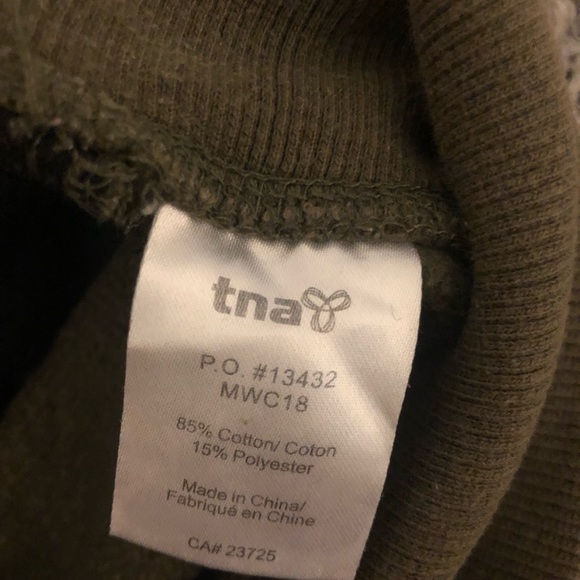 tna
P.O. #13432
MWC18
85% Cotton/ Coton
15% Polyester
Made in China/
Fabriqué en Chine
CA# 23725